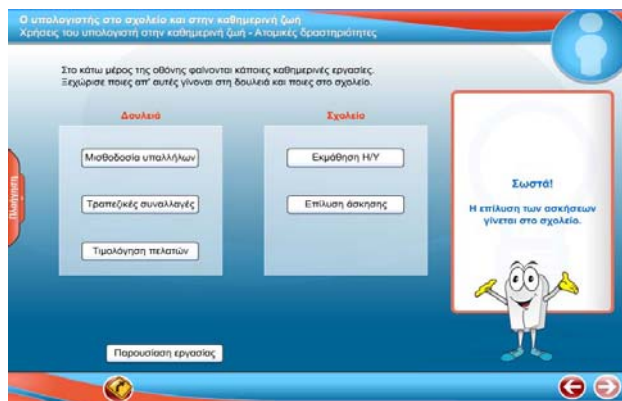 Ο υπολογιστής στο σχολείο και στην καθημερινή ζωή
Χρήσεις του υπολογιστή στην καθημερινή ζωή - Ατομικές δραστηριότητες
Στο κάτω μέρος της οθόνης φαίνονται κάποιες καθημερινές εργασίες.
Ξεχώρισε ποιες απ' αυτές γίνονται στη δουλειά και ποιες στο σχολείο.
Δουλειά
Σχολείο
Μισθοδοσία υπαλλήλων
Εκμάθηση Η/Υ
Τραπεζικές συναλλαγές
Επίλυση άσκησης
Τιμολόγηση πελατών
Σωστά!
Η επίλυση των ασκήσεων
γίνεται στο σχολείο.
Πλοήγηση
Παρουσίαση εργασίας